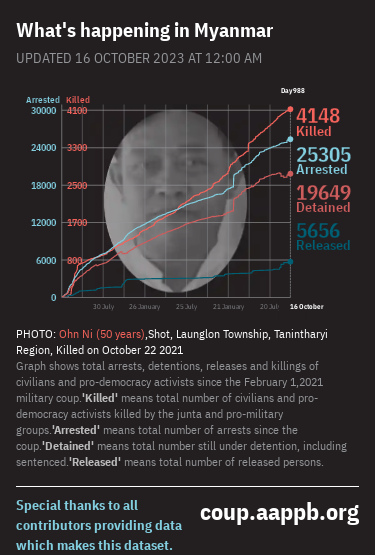 What's happening in Myanmar
UPDATED 16 OCTOBER 2023 AT 12:00 AM
Day988
Arrested Killed
30000 4100
24000 3300
18000 2500
12000 1700
6000 800
0
4148
Killed
25305
Arrested
19649
Detained
5656
Released
30 July 26 January 25 July 21 January 20 July 16 October
PHOTO: Ohn Ni (50 years),Shot, Launglon Township, Tanintharyi
Region, Killed on October 22 2021
Graph shows total arrests, detentions, releases and killings of
civilians and pro-democracy activists since the February 1,2021
military coup.'Killed' means total number of civilians and pro-
democracy activists killed by the junta and pro-military
groups.'Arrested' means total number of arrests since the
coup.'Detained' means total number still under detention, including
sentenced.'Released' means total number of released persons.
Special thanks to all
contributors providing data
which makes this dataset.
coup.aappb.org